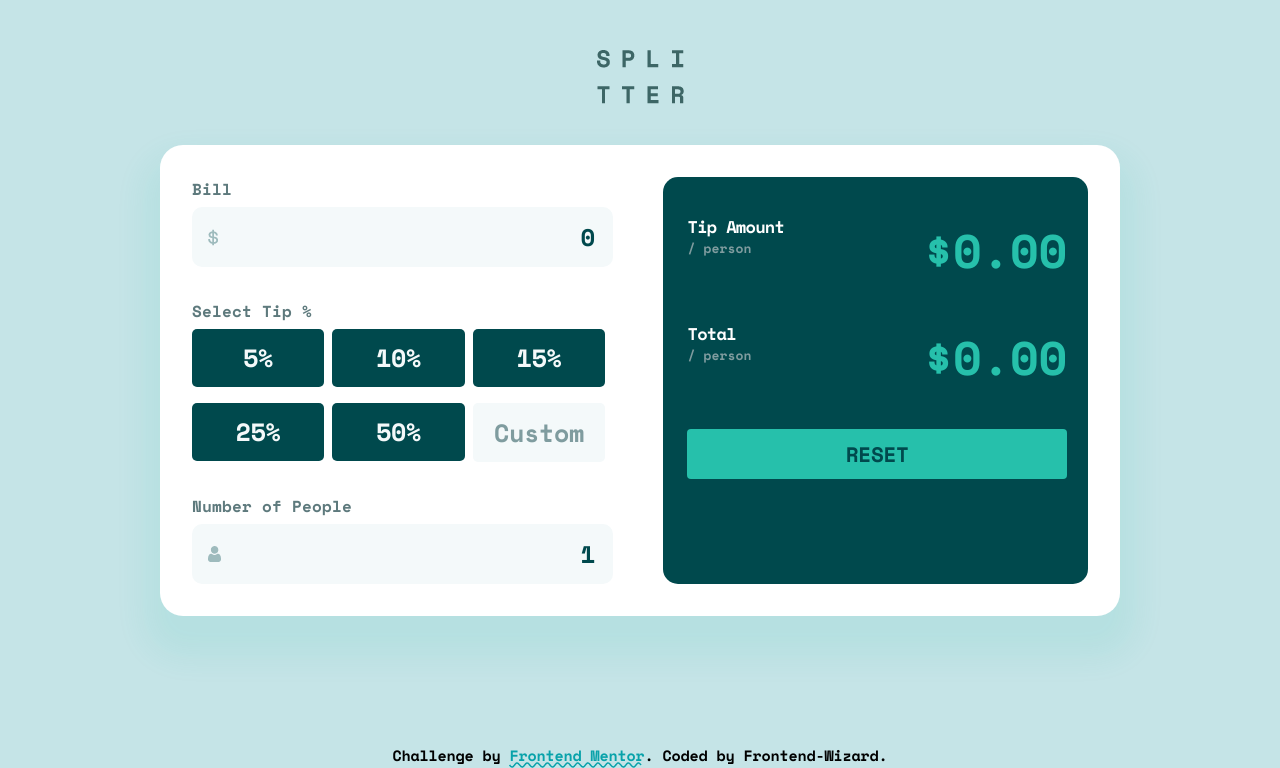 SPLI
TTER
Bill
$ 0
Select Tip %
5% 10% 15%
25% 50% Custom
Number of People
1
Tip Amount
/ person
$0.00
Total
/ person
$0.00
RESET
Challenge by Frontend Mentor. Coded by Frontend-Wizard.